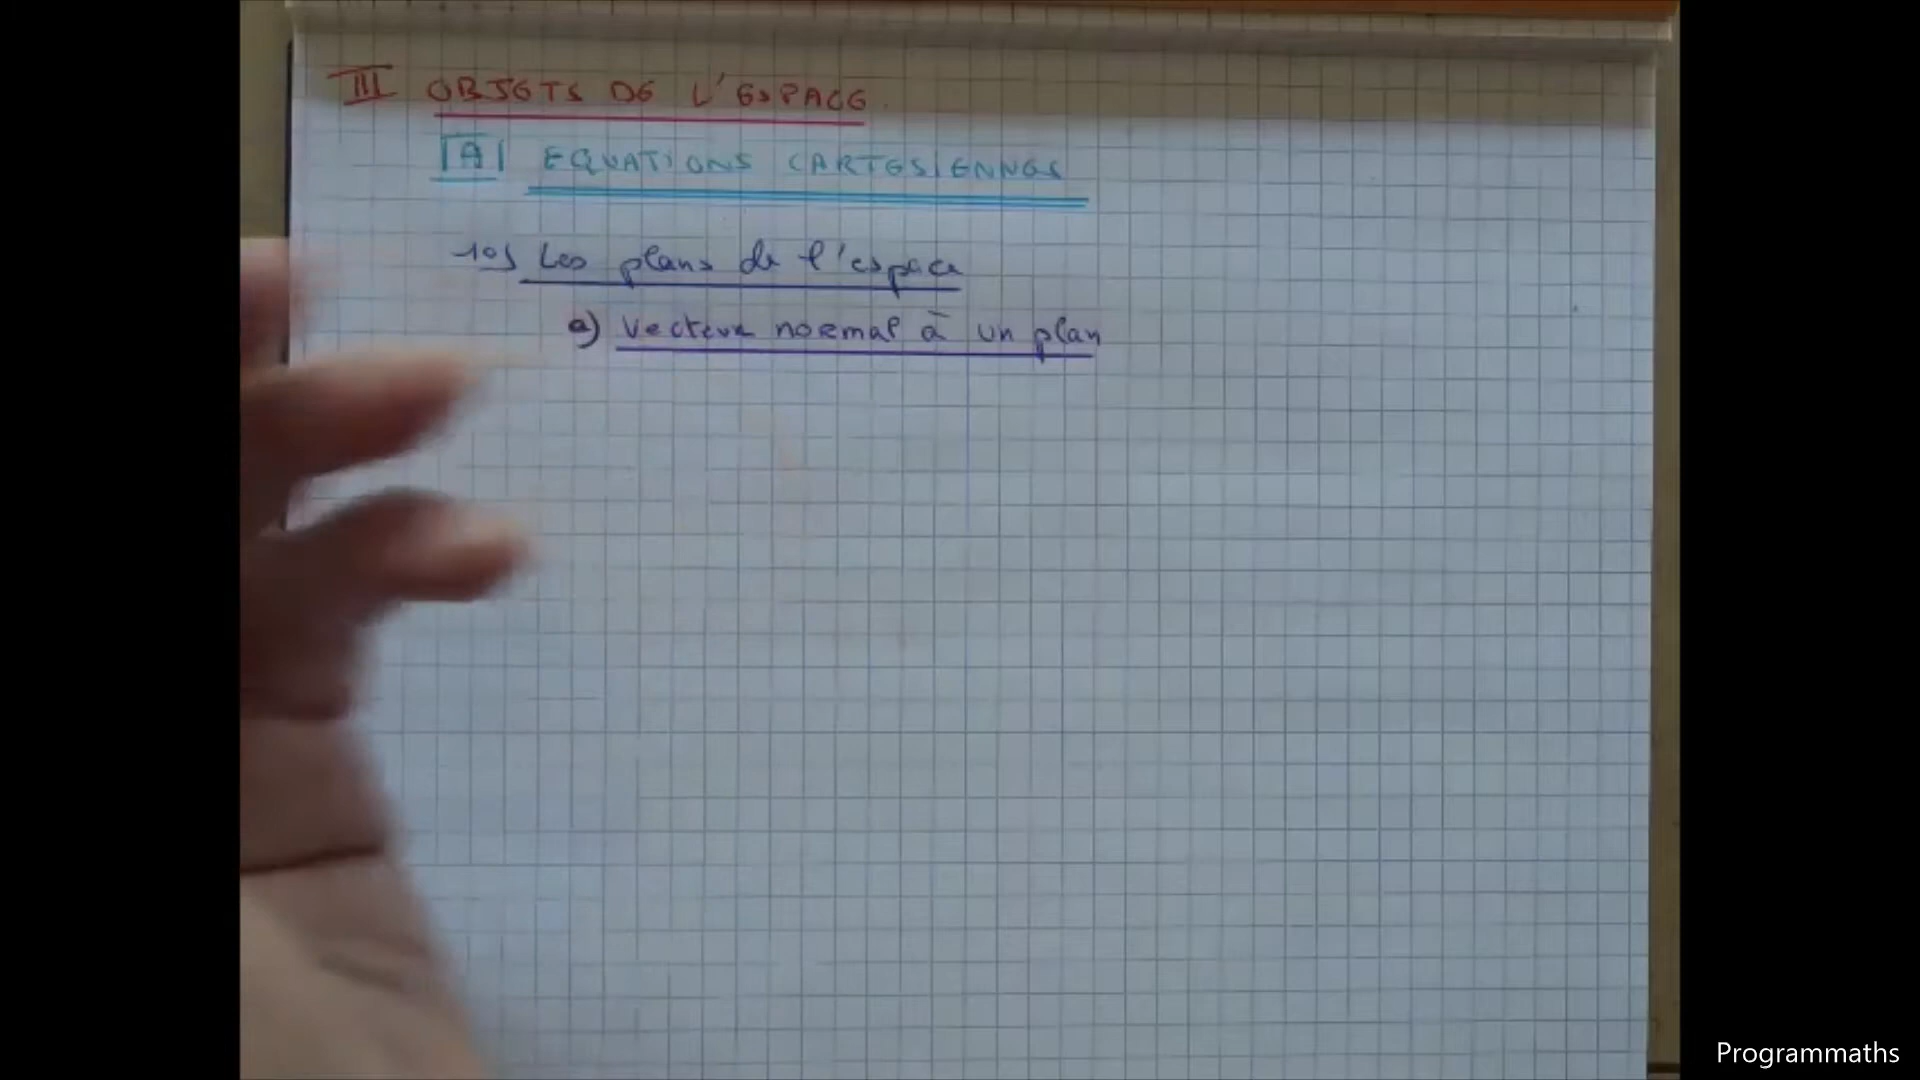 III OBJETS DE L'ESPACE
A EQUATIONS CARTESIENNES
1°) Les plans de l'espace
a) Vecteur normal à un plan
Programmaths